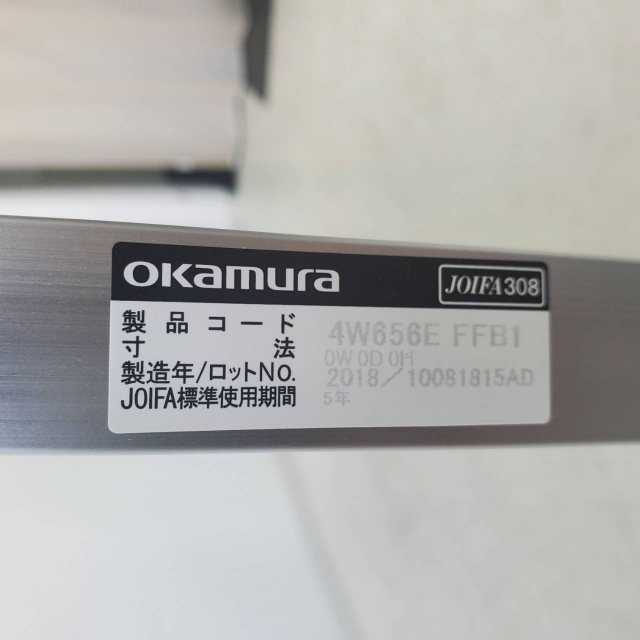 okamura JOIFA308
製品コード 4W656E FFB1
寸法 0W 0D 0H
製造年/ロットNO. 2018/10081815AD
JOIFA標準使用期間 5年